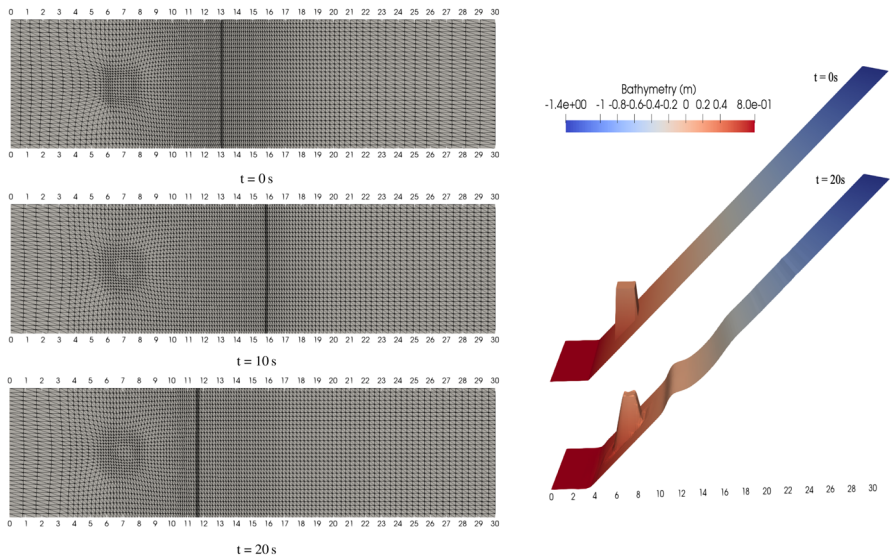 0 1 2 3 4 5 6 7 8 9 10 11 12 13 14 15 16 17 18 19 20 21 22 23 24 25 26 27 28 29 30
0 1 2 3 4 5 6 7 8 9 10 11 12 13 14 15 16 17 18 19 20 21 22 23 24 25 26 27 28 29 30
t = 0 s
0 1 2 3 4 5 6 7 8 9 10 11 12 13 14 15 16 17 18 19 20 21 22 23 24 25 26 27 28 29 30
0 1 2 3 4 5 6 7 8 9 10 11 12 13 14 15 16 17 18 19 20 21 22 23 24 25 26 27 28 29 30
t = 10 s
0 1 2 3 4 5 6 7 8 9 10 11 12 13 14 15 16 17 18 19 20 21 22 23 24 25 26 27 28 29 30
0 1 2 3 4 5 6 7 8 9 10 11 12 13 14 15 16 17 18 19 20 21 22 23 24 25 26 27 28 29 30
t = 20 s
t = 0s
Bathymetry (m)
-1.4e+00 -1 -0.8 -0.6 -0.4 -0.2 0 0.2 0.4 8.0e-01
t = 20s
0 2 4 6 8 10 12 14 16 18 20 22 24 26 28 30